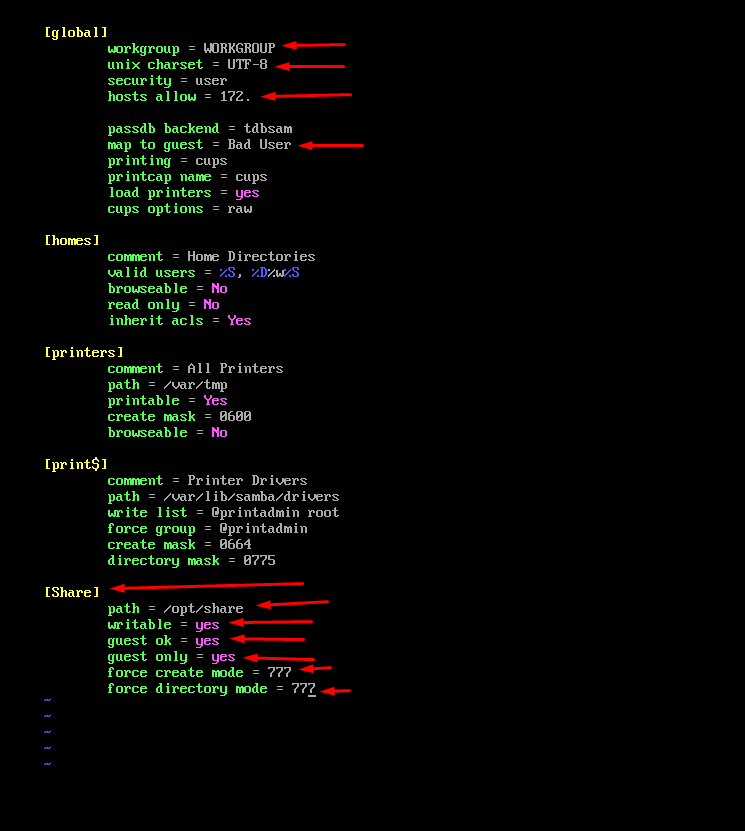 [global]
workgroup = WORKGROUP
unix charset = UTF-8
security = user
hosts allow = 172.
passdb backend = tdbsam
map to guest = Bad User
printing = cups
printcap name = cups
load printers = yes
cups options = raw
[homes]
comment = Home Directories
valid users = %S, %D%w%S
browseable = No
read only = No
inherit acls = Yes
[printers]
comment = All Printers
path = /var/tmp
printable = Yes
create mask = 0600
browseable = No
[print$]
comment = Printer Drivers
path = /var/lib/samba/drivers
write list = @printadmin root
force group = @printadmin
create mask = 0664
directory mask = 0775
[Share]
path = /opt/share
writable = yes
guest ok = yes
guest only = yes
force create mode = 777
force directory mode = 777
~
~
~
~
~